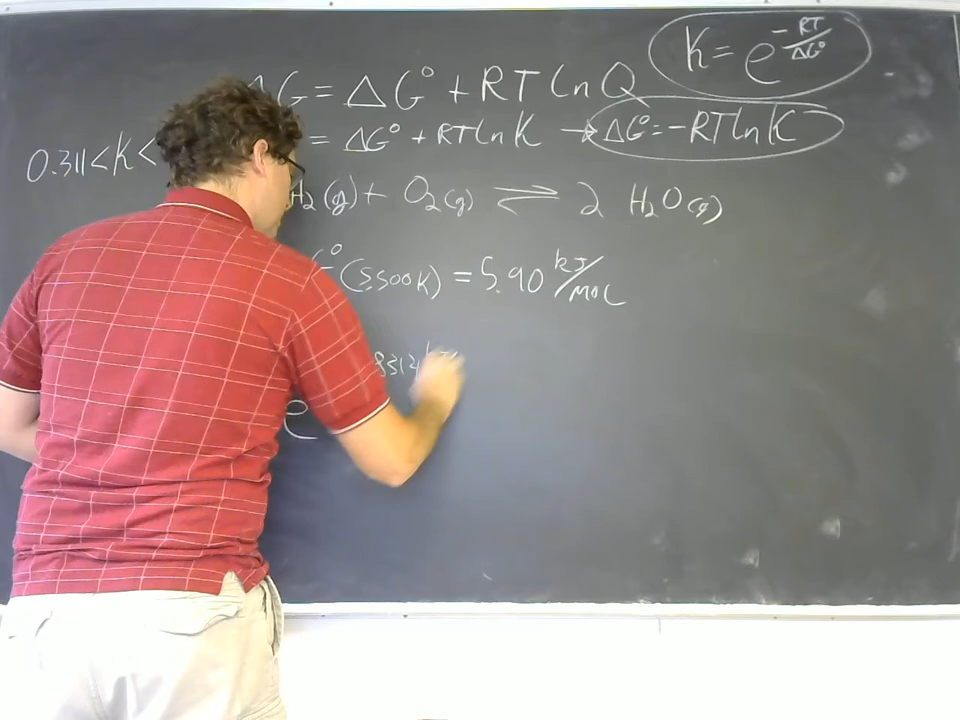 K = e^(-RT/ΔG°)
ΔG = ΔG° + RT ln Q
0.311 < K <
= ΔG° + RT ln K → ΔG° = -RT ln K
H₂(g) + O₂(g) ⇌ 2 H₂O(g)
(5500K) = 5.90 kJ/mol
e